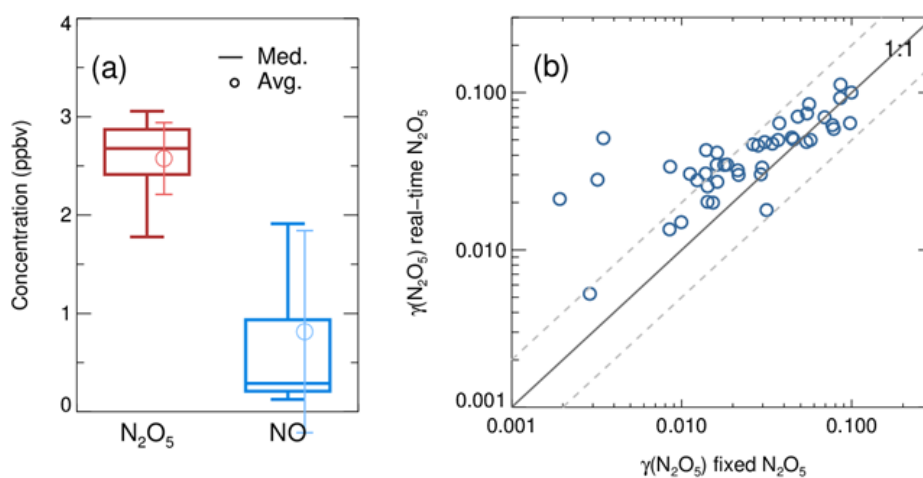 (a)
Med.
Avg.
Concentration (ppbv)
4
3
2
1
0
N₂O₅
NO
(b)
1:1
γ(N₂O₅) real-time N₂O₅
0.100
0.010
0.001
0.001
0.010
0.100
γ(N₂O₅) fixed N₂O₅